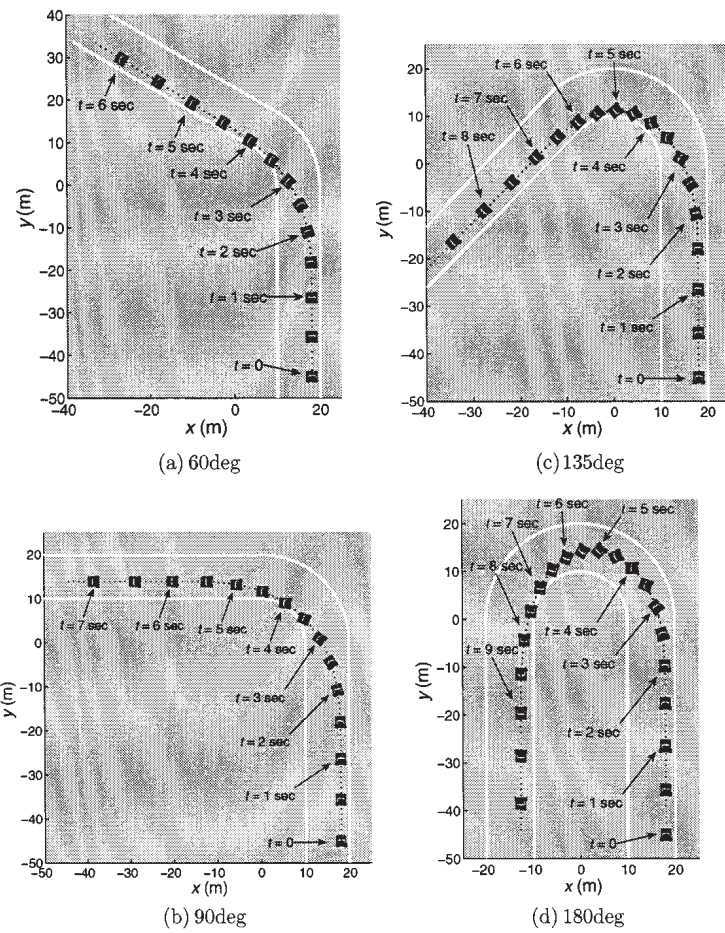 40
30
20
10
0
−10
−20
−30
−40
−50
−40
−20
0
20
y (m)
x (m)
t = 6 sec
t = 5 sec
t = 4 sec
t = 3 sec
t = 2 sec
t = 1 sec
t = 0
(a) 60deg
20
10
0
−10
−20
−30
−40
−50
−40
−30
−20
−10
0
10
20
y (m)
x (m)
t = 5 sec
t = 6 sec
t = 7 sec
t = 8 sec
t = 4 sec
t = 3 sec
t = 2 sec
t = 1 sec
t = 0
(c) 135deg
20
10
0
−10
−20
−30
−40
−50
−50
−40
−30
−20
−10
0
10
20
y (m)
x (m)
t = 7 sec
t = 6 sec
t = 5 sec
t = 4 sec
t = 3 sec
t = 2 sec
t = 1 sec
t = 0
(b) 90deg
20
10
0
−10
−20
−30
−40
−50
−20
−10
0
10
20
y (m)
x (m)
t = 6 sec
t = 5 sec
t = 7 sec
t = 8 sec
t = 4 sec
t = 9 sec
t = 3 sec
t = 2 sec
t = 1 sec
t = 0
(d) 180deg